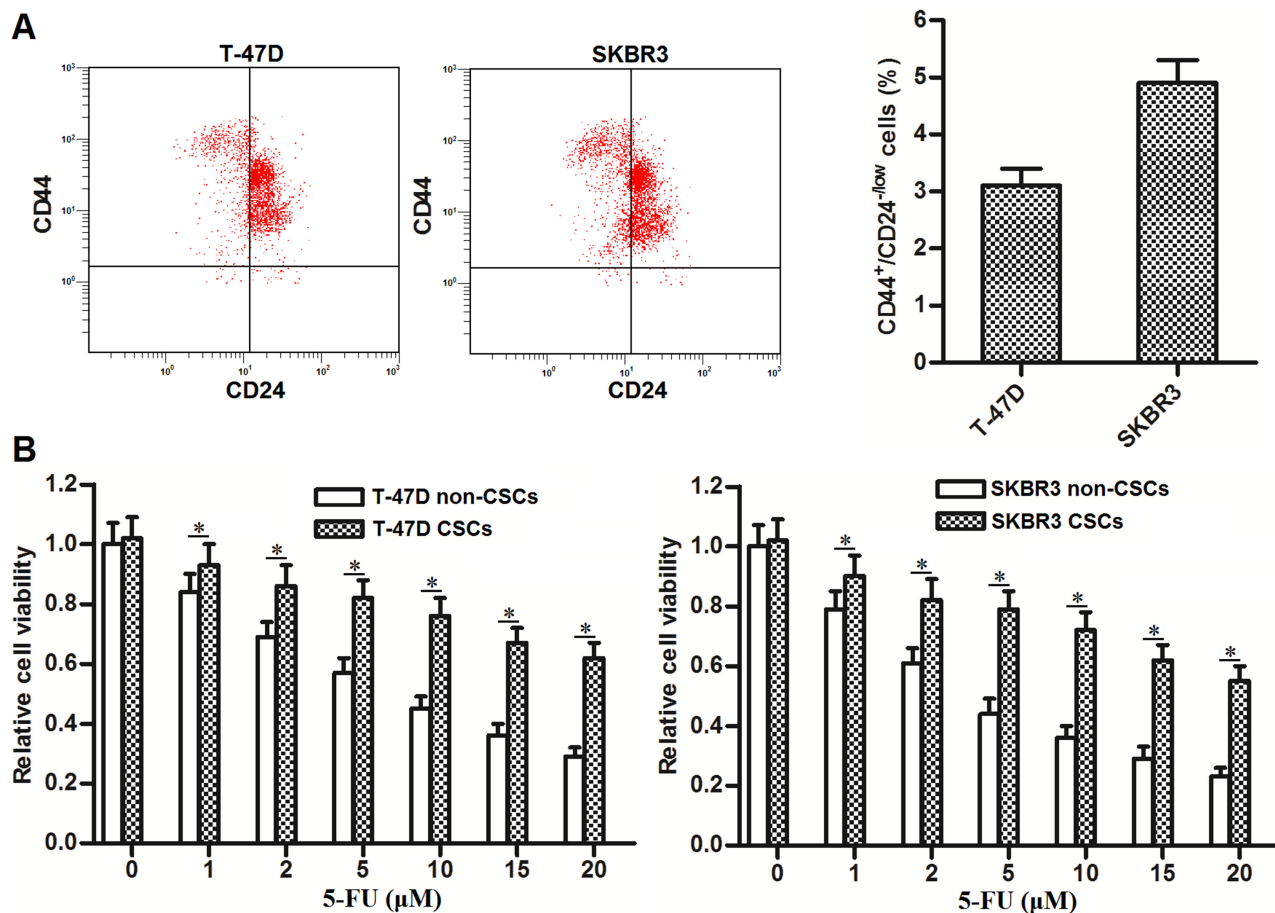 A
T-47D
10³
10²
10¹
10⁰
CD44
10⁰
10¹
10²
10³
CD24
SKBR3
10³
10²
10¹
10⁰
CD44
10⁰
10¹
10²
10³
CD24
CD44⁺/CD24⁻/ˡᵒʷ cells (%)
6
5
4
3
2
1
0
T-47D
SKBR3
B
Relative cell viability
1.2
1.0
0.8
0.6
0.4
0.2
0.0
T-47D non-CSCs
T-47D CSCs
* * * * * *
0 1 2 5 10 15 20
5-FU (μM)
Relative cell viability
1.2
1.0
0.8
0.6
0.4
0.2
0.0
SKBR3 non-CSCs
SKBR3 CSCs
* * * * * *
0 1 2 5 10 15 20
5-FU (μM)